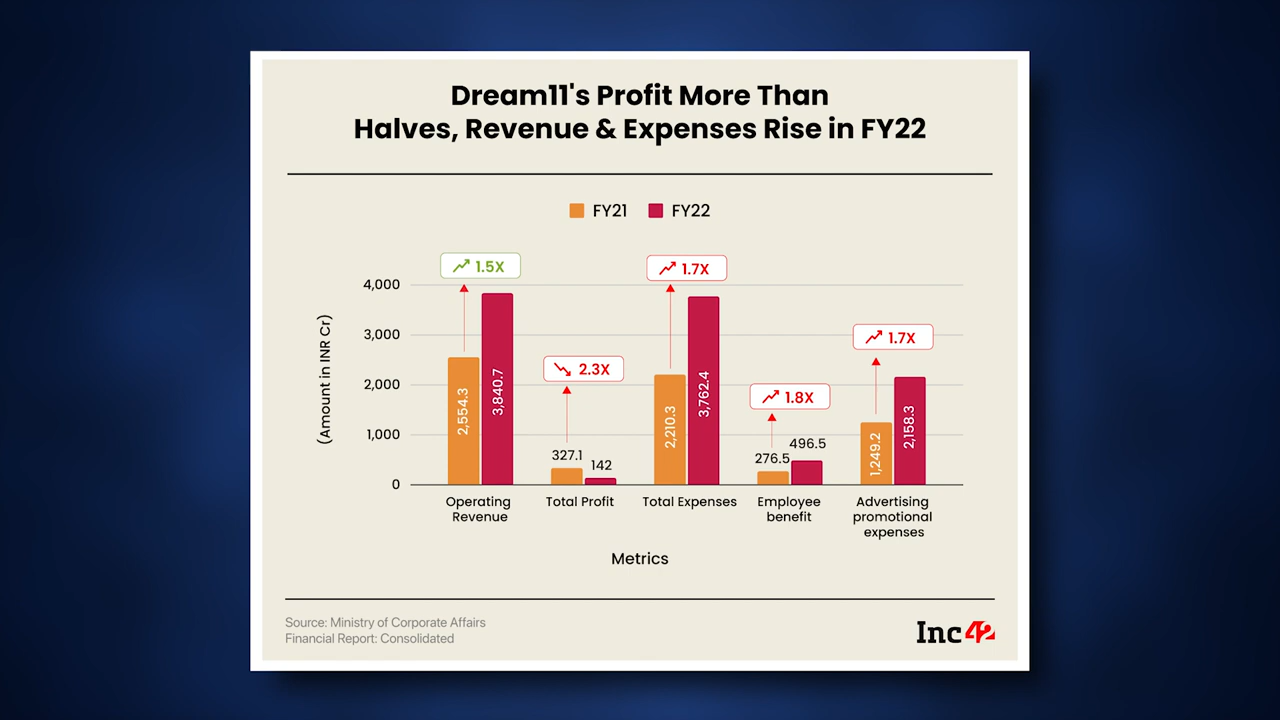 Dream11's Profit More Than
Halves, Revenue & Expenses Rise in FY22
FY21 FY22
1.5X
1.7X
4,000
3,000
2,000
1,000
0
(Amount in INR Cr)
2,554.3
3,840.7
2.3X
327.1
142
2,210.3
3,762.4
1.8X
276.5
496.5
1.7X
1,249.2
2,158.3
Operating
Revenue
Total Profit
Total Expenses
Employee
benefit
Advertising
promotional
expenses
Metrics
Source: Ministry of Corporate Affairs
Financial Report: Consolidated
Inc42